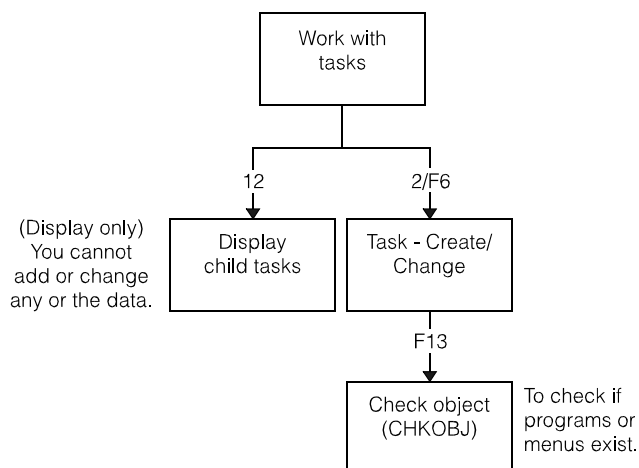 Work with
tasks
12
2/F6
(Display only)
You cannot
add or change
any or the data.
Display
child tasks
Task - Create/
Change
F13
Check object
(CHKOBJ)
To check if
programs or
menus exist.